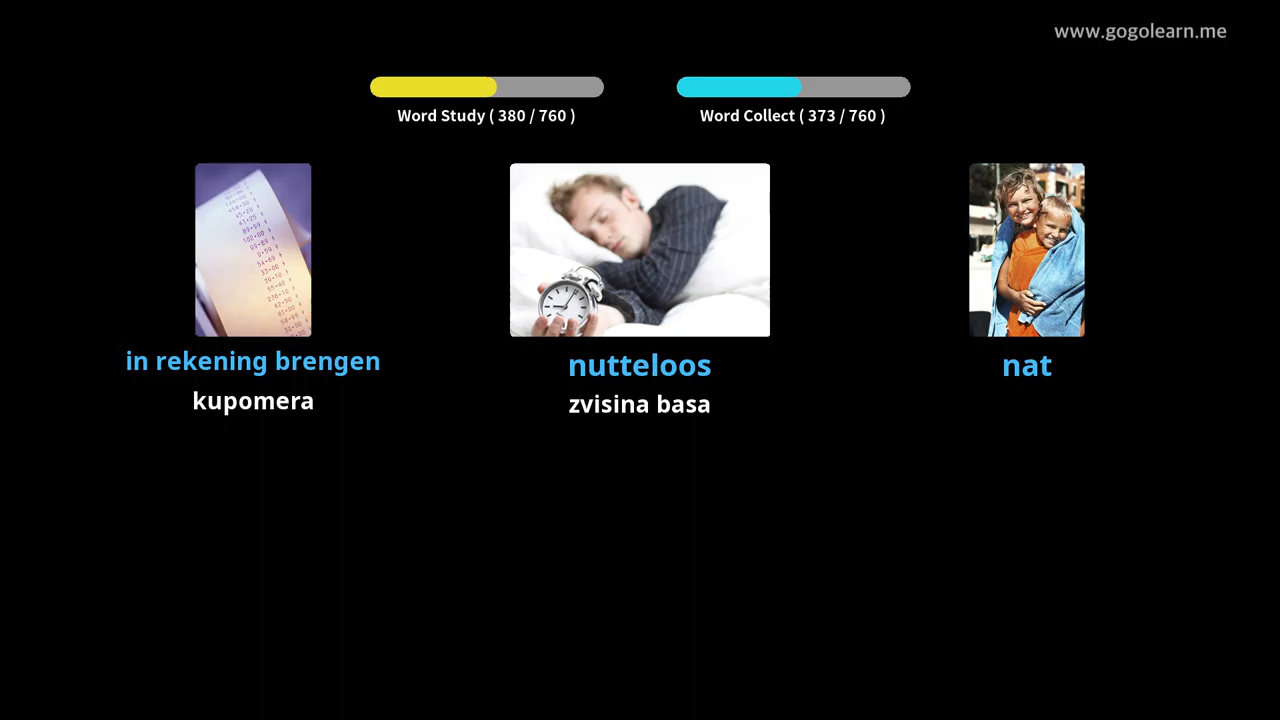 www.gogolearn.me
Word Study ( 380 / 760 )
Word Collect ( 373 / 760 )
in rekening brengen
kupomera
nutteloos
zvisina basa
nat